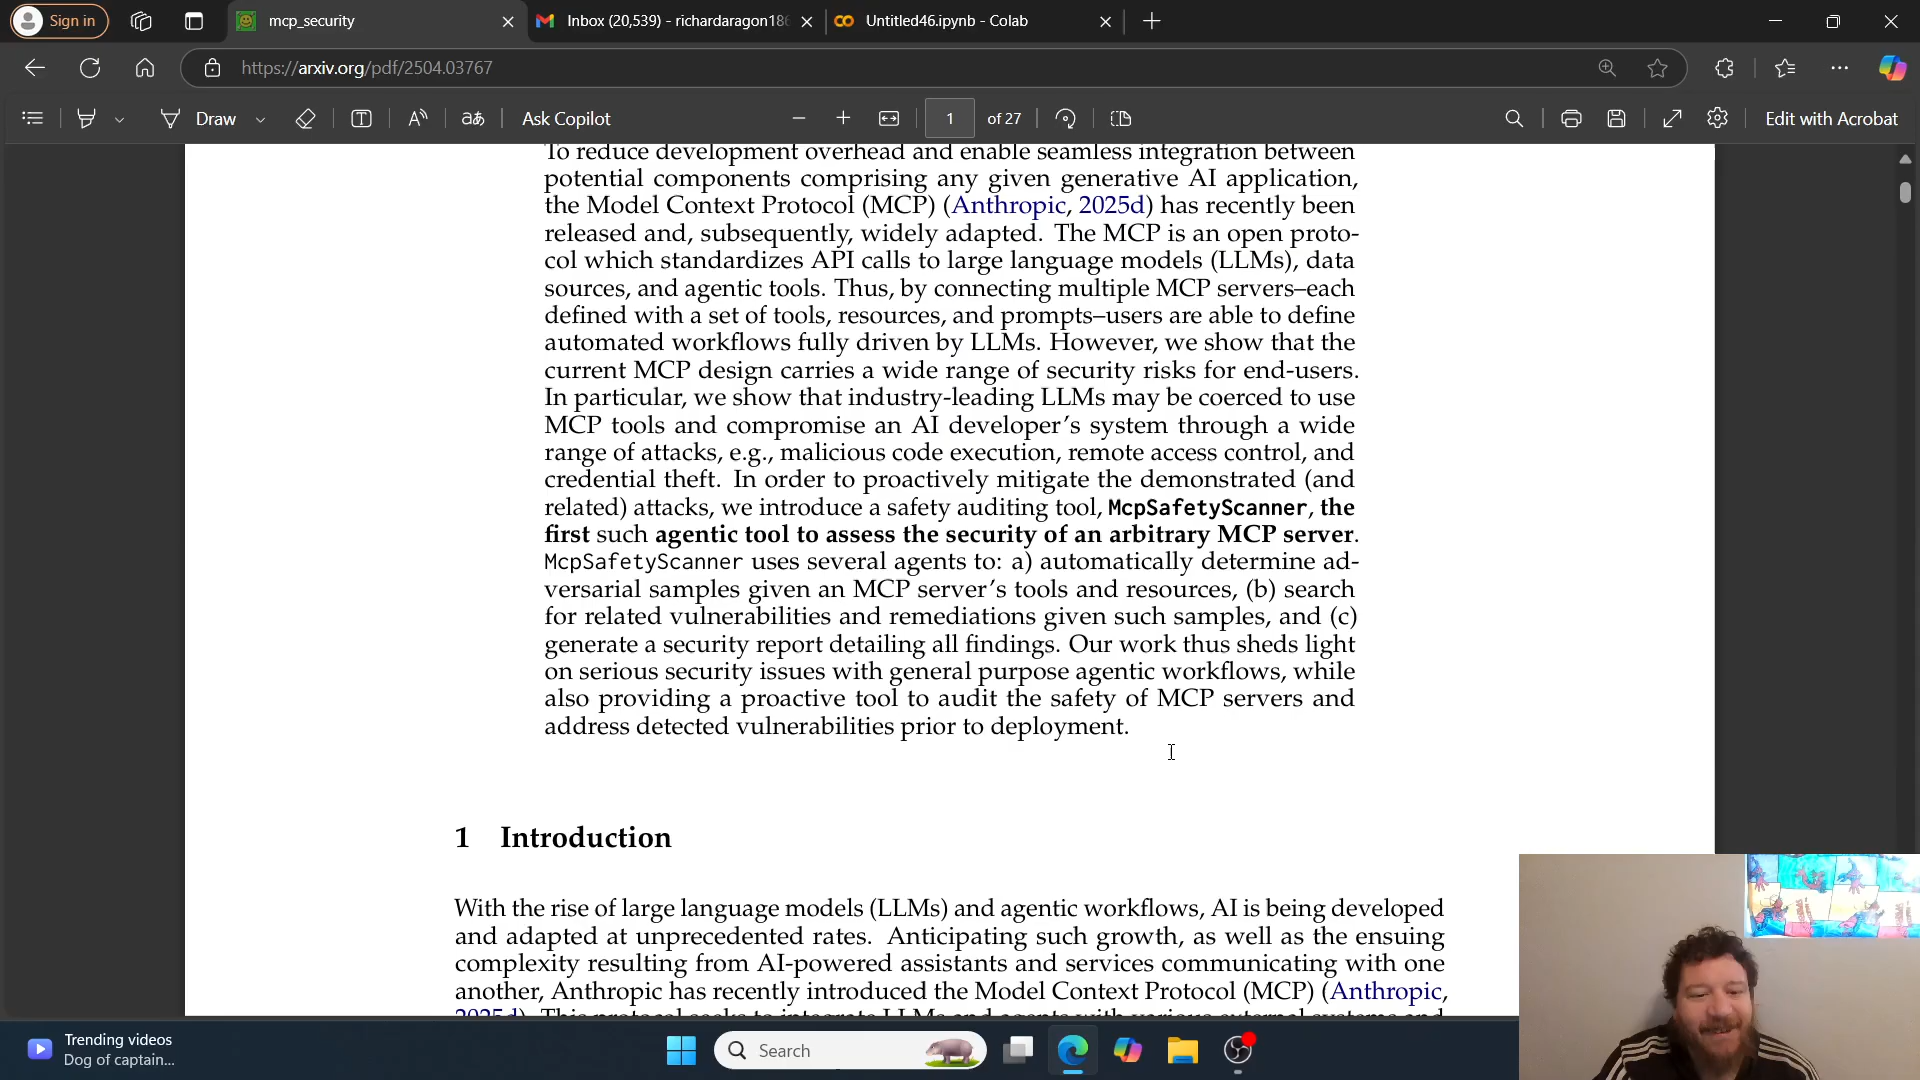 Sign in
mcp_security
Inbox (20,539) - richardaragon186
Untitled46.ipynb - Colab
https://arxiv.org/pdf/2504.03767
Draw
Ask Copilot
1
of 27
Edit with Acrobat
To reduce development overhead and enable seamless integration between
potential components comprising any given generative AI application,
the Model Context Protocol (MCP) (Anthropic, 2025d) has recently been
released and, subsequently, widely adapted. The MCP is an open proto-
col which standardizes API calls to large language models (LLMs), data
sources, and agentic tools. Thus, by connecting multiple MCP servers–each
defined with a set of tools, resources, and prompts–users are able to define
automated workflows fully driven by LLMs. However, we show that the
current MCP design carries a wide range of security risks for end-users.
In particular, we show that industry-leading LLMs may be coerced to use
MCP tools and compromise an AI developer's system through a wide
range of attacks, e.g., malicious code execution, remote access control, and
credential theft. In order to proactively mitigate the demonstrated (and
related) attacks, we introduce a safety auditing tool, McpSafetyScanner, the
first such agentic tool to assess the security of an arbitrary MCP server.
McpSafetyScanner uses several agents to: a) automatically determine ad-
versarial samples given an MCP server's tools and resources, (b) search
for related vulnerabilities and remediations given such samples, and (c)
generate a security report detailing all findings. Our work thus sheds light
on serious security issues with general purpose agentic workflows, while
also providing a proactive tool to audit the safety of MCP servers and
address detected vulnerabilities prior to deployment.
1 Introduction
With the rise of large language models (LLMs) and agentic workflows, AI is being developed
and adapted at unprecedented rates. Anticipating such growth, as well as the ensuing
complexity resulting from AI-powered assistants and services communicating with one
another, Anthropic has recently introduced the Model Context Protocol (MCP) (Anthropic,
2025d). This protocol seeks to integrate LLMs and agents with various external systems and
Trending videos
Dog of captain...
Search